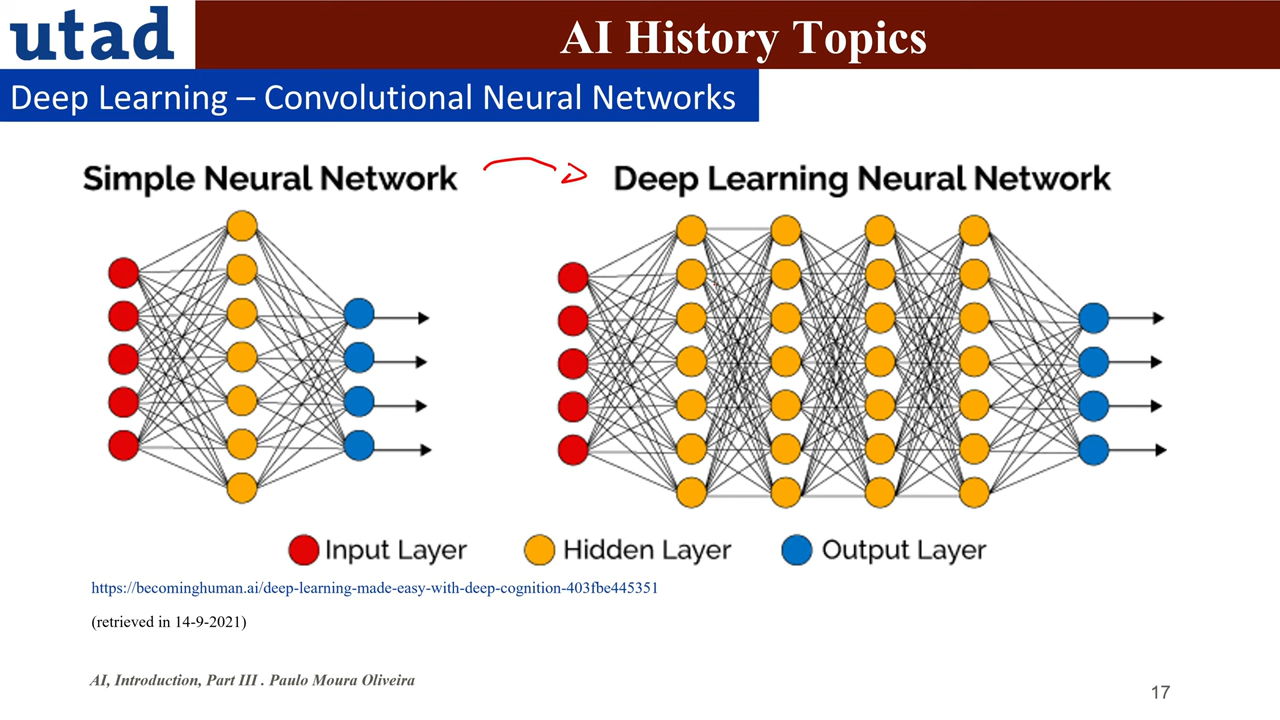 utad
AI History Topics
Deep Learning – Convolutional Neural Networks
Simple Neural Network
Deep Learning Neural Network
Input Layer
Hidden Layer
Output Layer
https://becominghuman.ai/deep-learning-made-easy-with-deep-cognition-403fbe445351
(retrieved in 14-9-2021)
AI, Introduction, Part III . Paulo Moura Oliveira
17